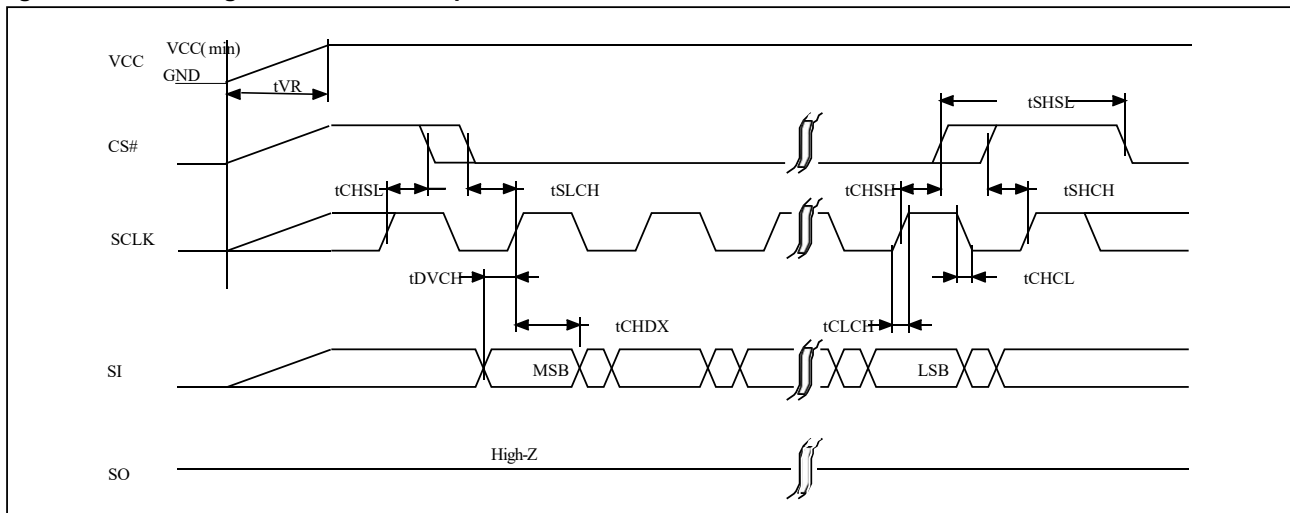 VCC(min)
VCC
GND
tVR
tSHSL
CS#
tCHSL
tSLCH
tCHSH
tSHCH
SCLK
tDVCH
tCHCL
tCHDX
tCLCH
SI
MSB
LSB
High-Z
SO